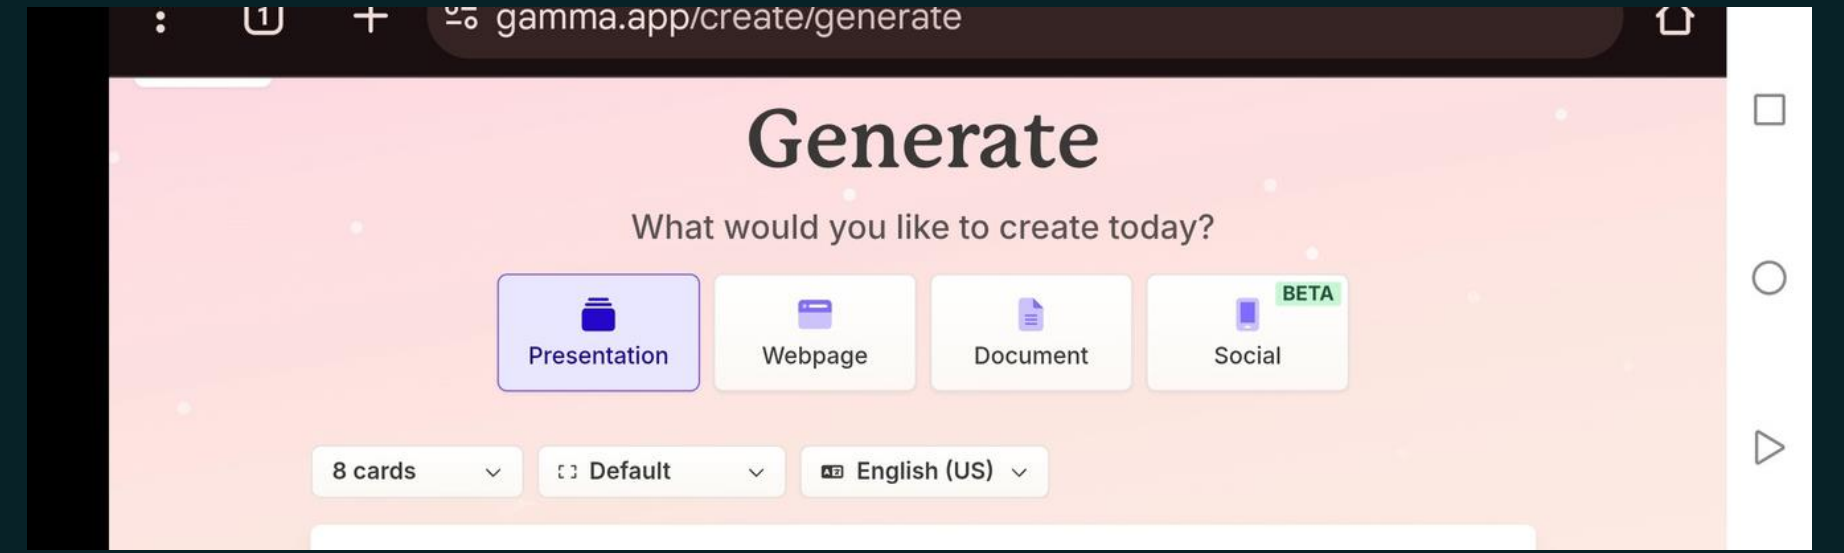 1
gamma.app/create/generate
Generate
What would you like to create today?
Presentation
Webpage
Document
BETA
Social
8 cards
Default
English (US)